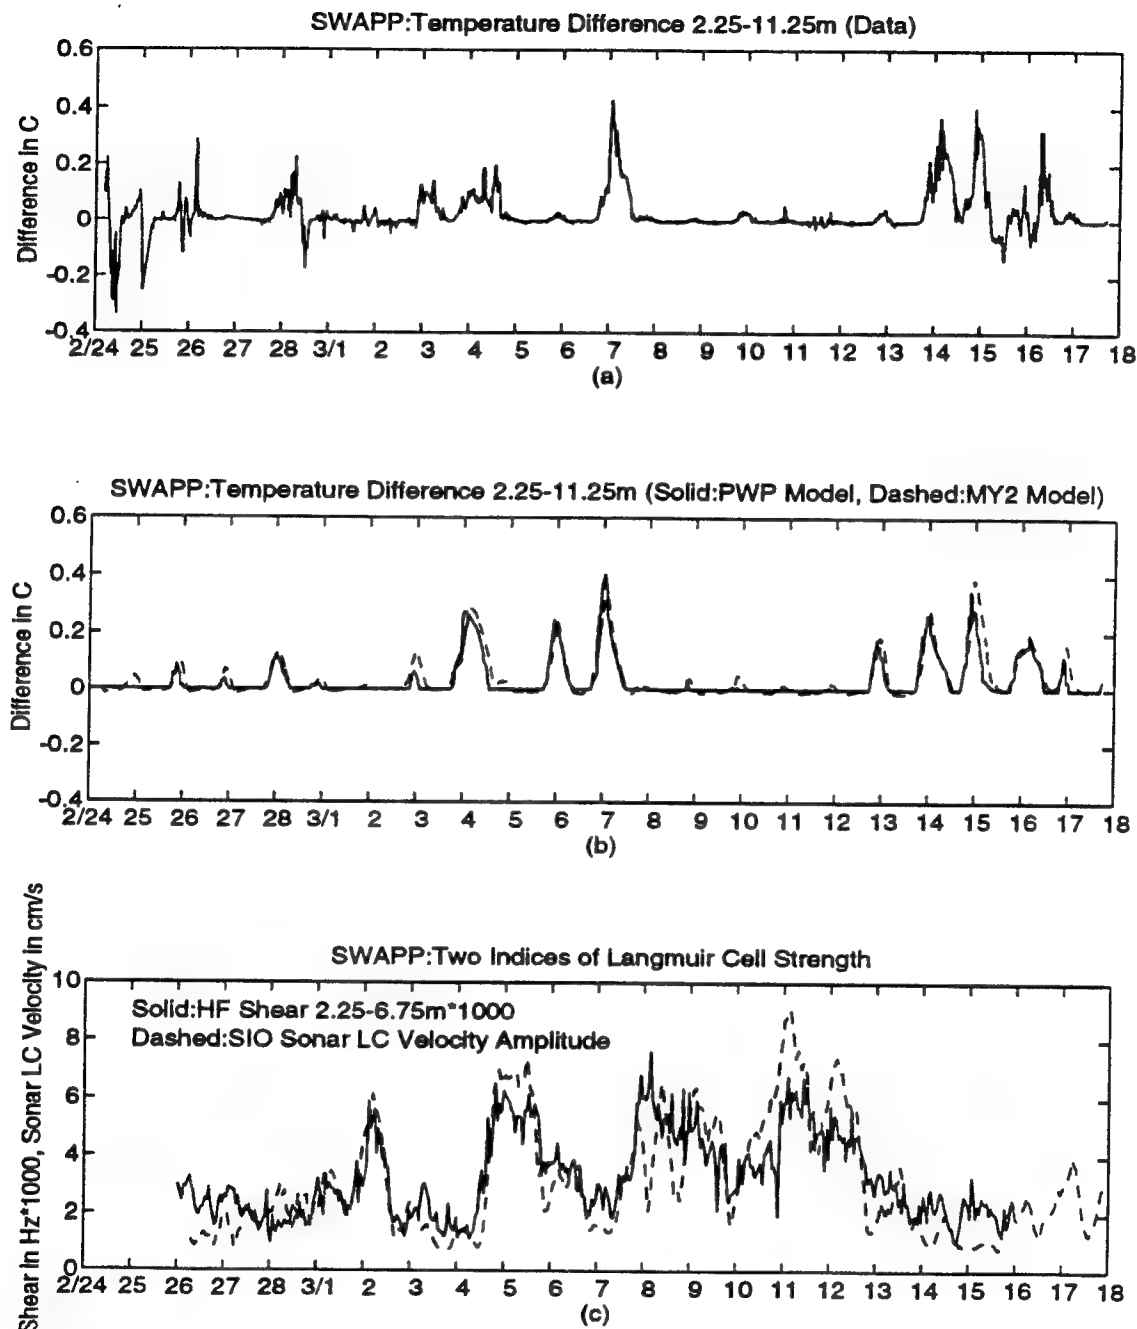 SWAPP:Temperature Difference 2.25-11.25m (Data)
Difference in C
0.6
0.4
0.2
0
-0.2
-0.4
2/24 25 26 27 28 3/1 2 3 4 5 6 7 8 9 10 11 12 13 14 15 16 17 18
(a)
SWAPP:Temperature Difference 2.25-11.25m (Solid:PWP Model, Dashed:MY2 Model)
Difference in C
0.6
0.4
0.2
0
-0.2
-0.4
2/24 25 26 27 28 3/1 2 3 4 5 6 7 8 9 10 11 12 13 14 15 16 17 18
(b)
SWAPP:Two Indices of Langmuir Cell Strength
Shear in Hz*1000, Sonar LC Velocity in cm/s
10
8
6
4
2
0
Solid:HF Shear 2.25-6.75m*1000
Dashed:SIO Sonar LC Velocity Amplitude
2/24 25 26 27 28 3/1 2 3 4 5 6 7 8 9 10 11 12 13 14 15 16 17 18
(c)